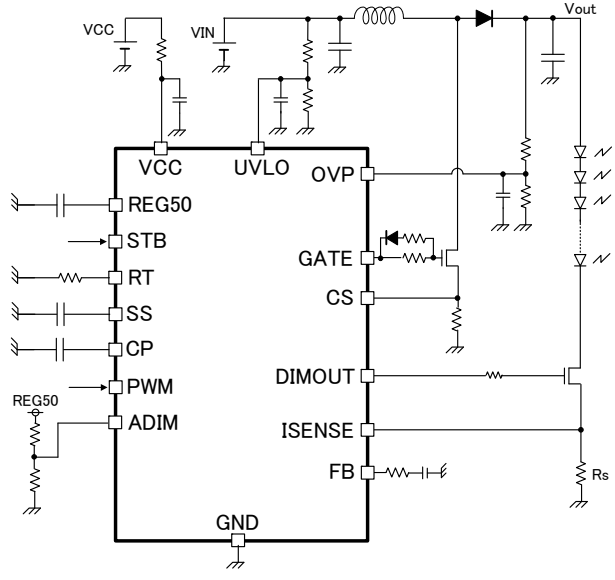 Vout
VCC
VIN
VCC
UVLO
OVP
REG50
STB
GATE
RT
CS
SS
CP
DIMOUT
PWM
REG50
ADIM
ISENSE
FB
Rs
GND